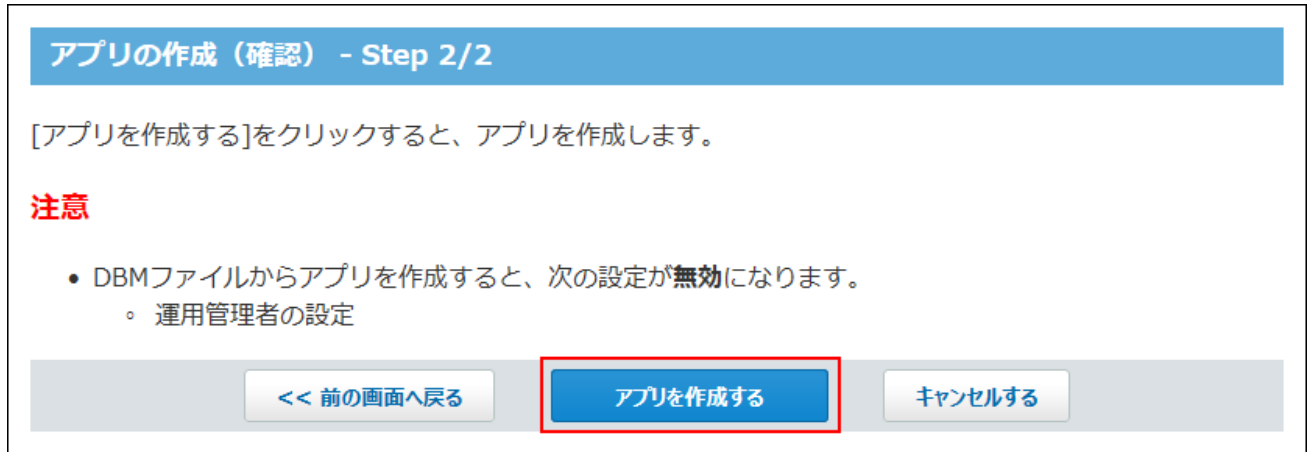 アプリの作成（確認） - Step 2/2
[アプリを作成する]をクリックすると、アプリを作成します。
注意
• DBMファイルからアプリを作成すると、次の設定が無効になります。
◦ 運用管理者の設定
<< 前の画面へ戻る
アプリを作成する
キャンセルする